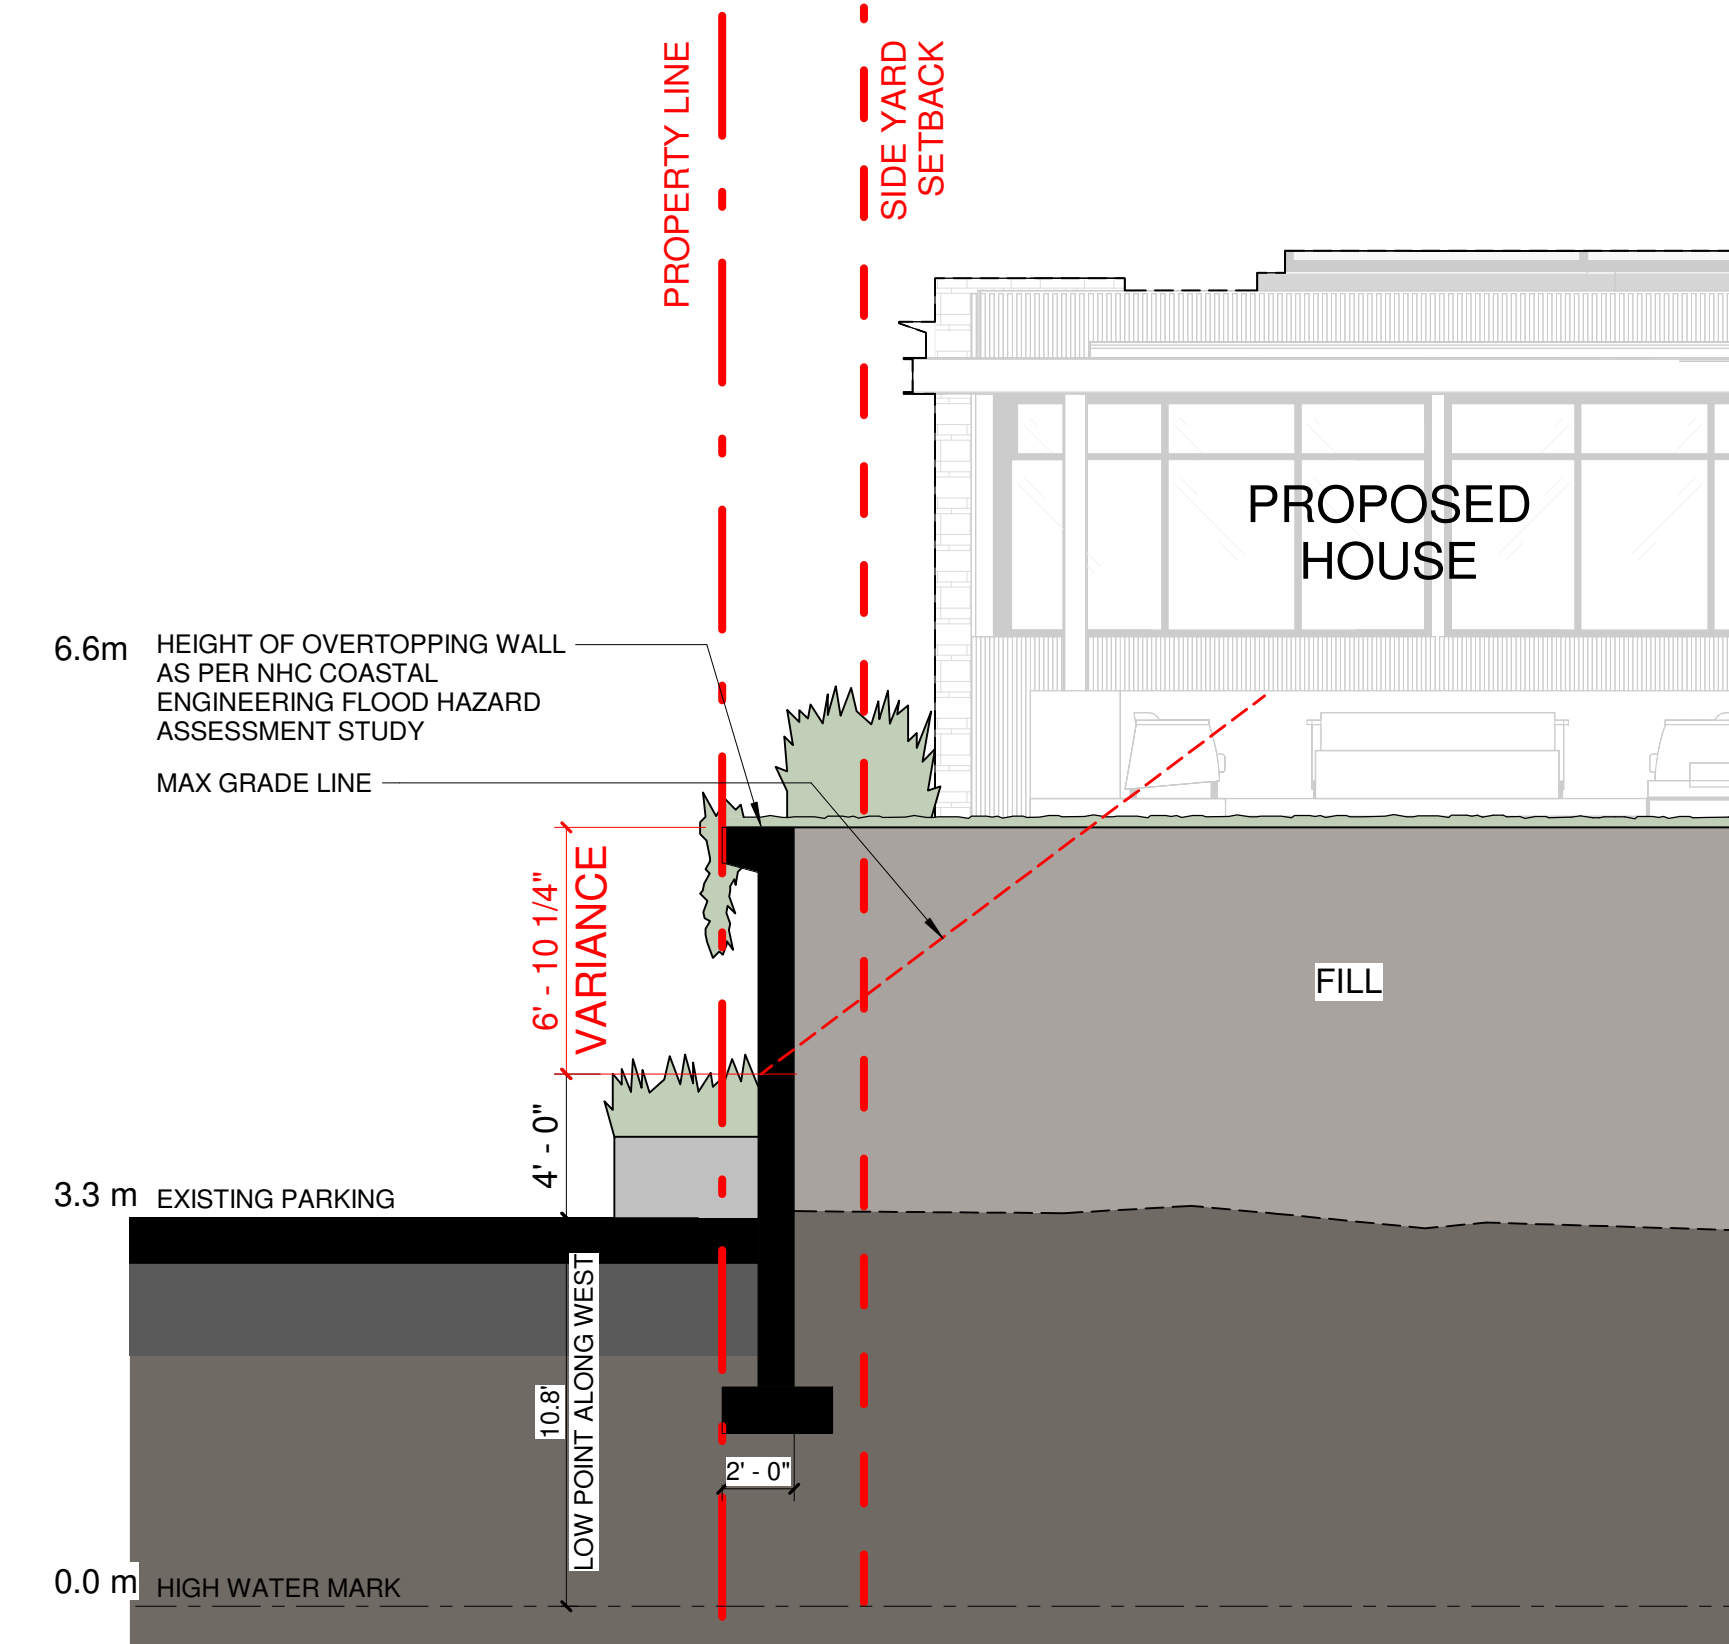 PROPERTY LINE
SIDE YARD
SETBACK
PROPOSED
HOUSE
6.6m
HEIGHT OF OVERTOPPING WALL
AS PER NHC COASTAL
ENGINEERING FLOOD HAZARD
ASSESSMENT STUDY
MAX GRADE LINE
6' - 10 1/4"
VARIANCE
FILL
4' - 0"
3.3 m
EXISTING PARKING
LOW POINT ALONG WEST
10.8'
2' - 0"
0.0 m
HIGH WATER MARK